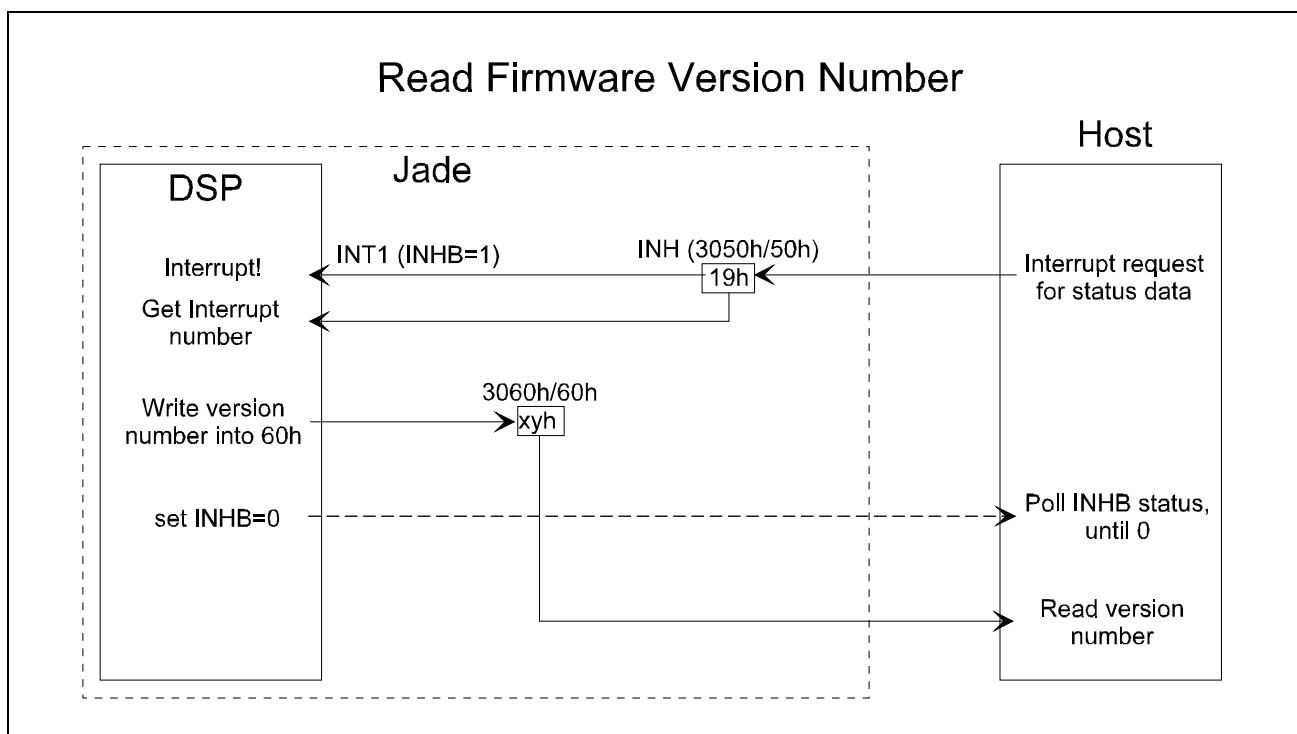 Read Firmware Version Number
Host
Jade
DSP
INT1 (INHB=1)
INH (3050h/50h)
Interrupt!
19h
Interrupt request
for status data
Get Interrupt
number
3060h/60h
Write version
number into 60h
xyh
set INHB=0
Poll INHB status,
until 0
Read version
number